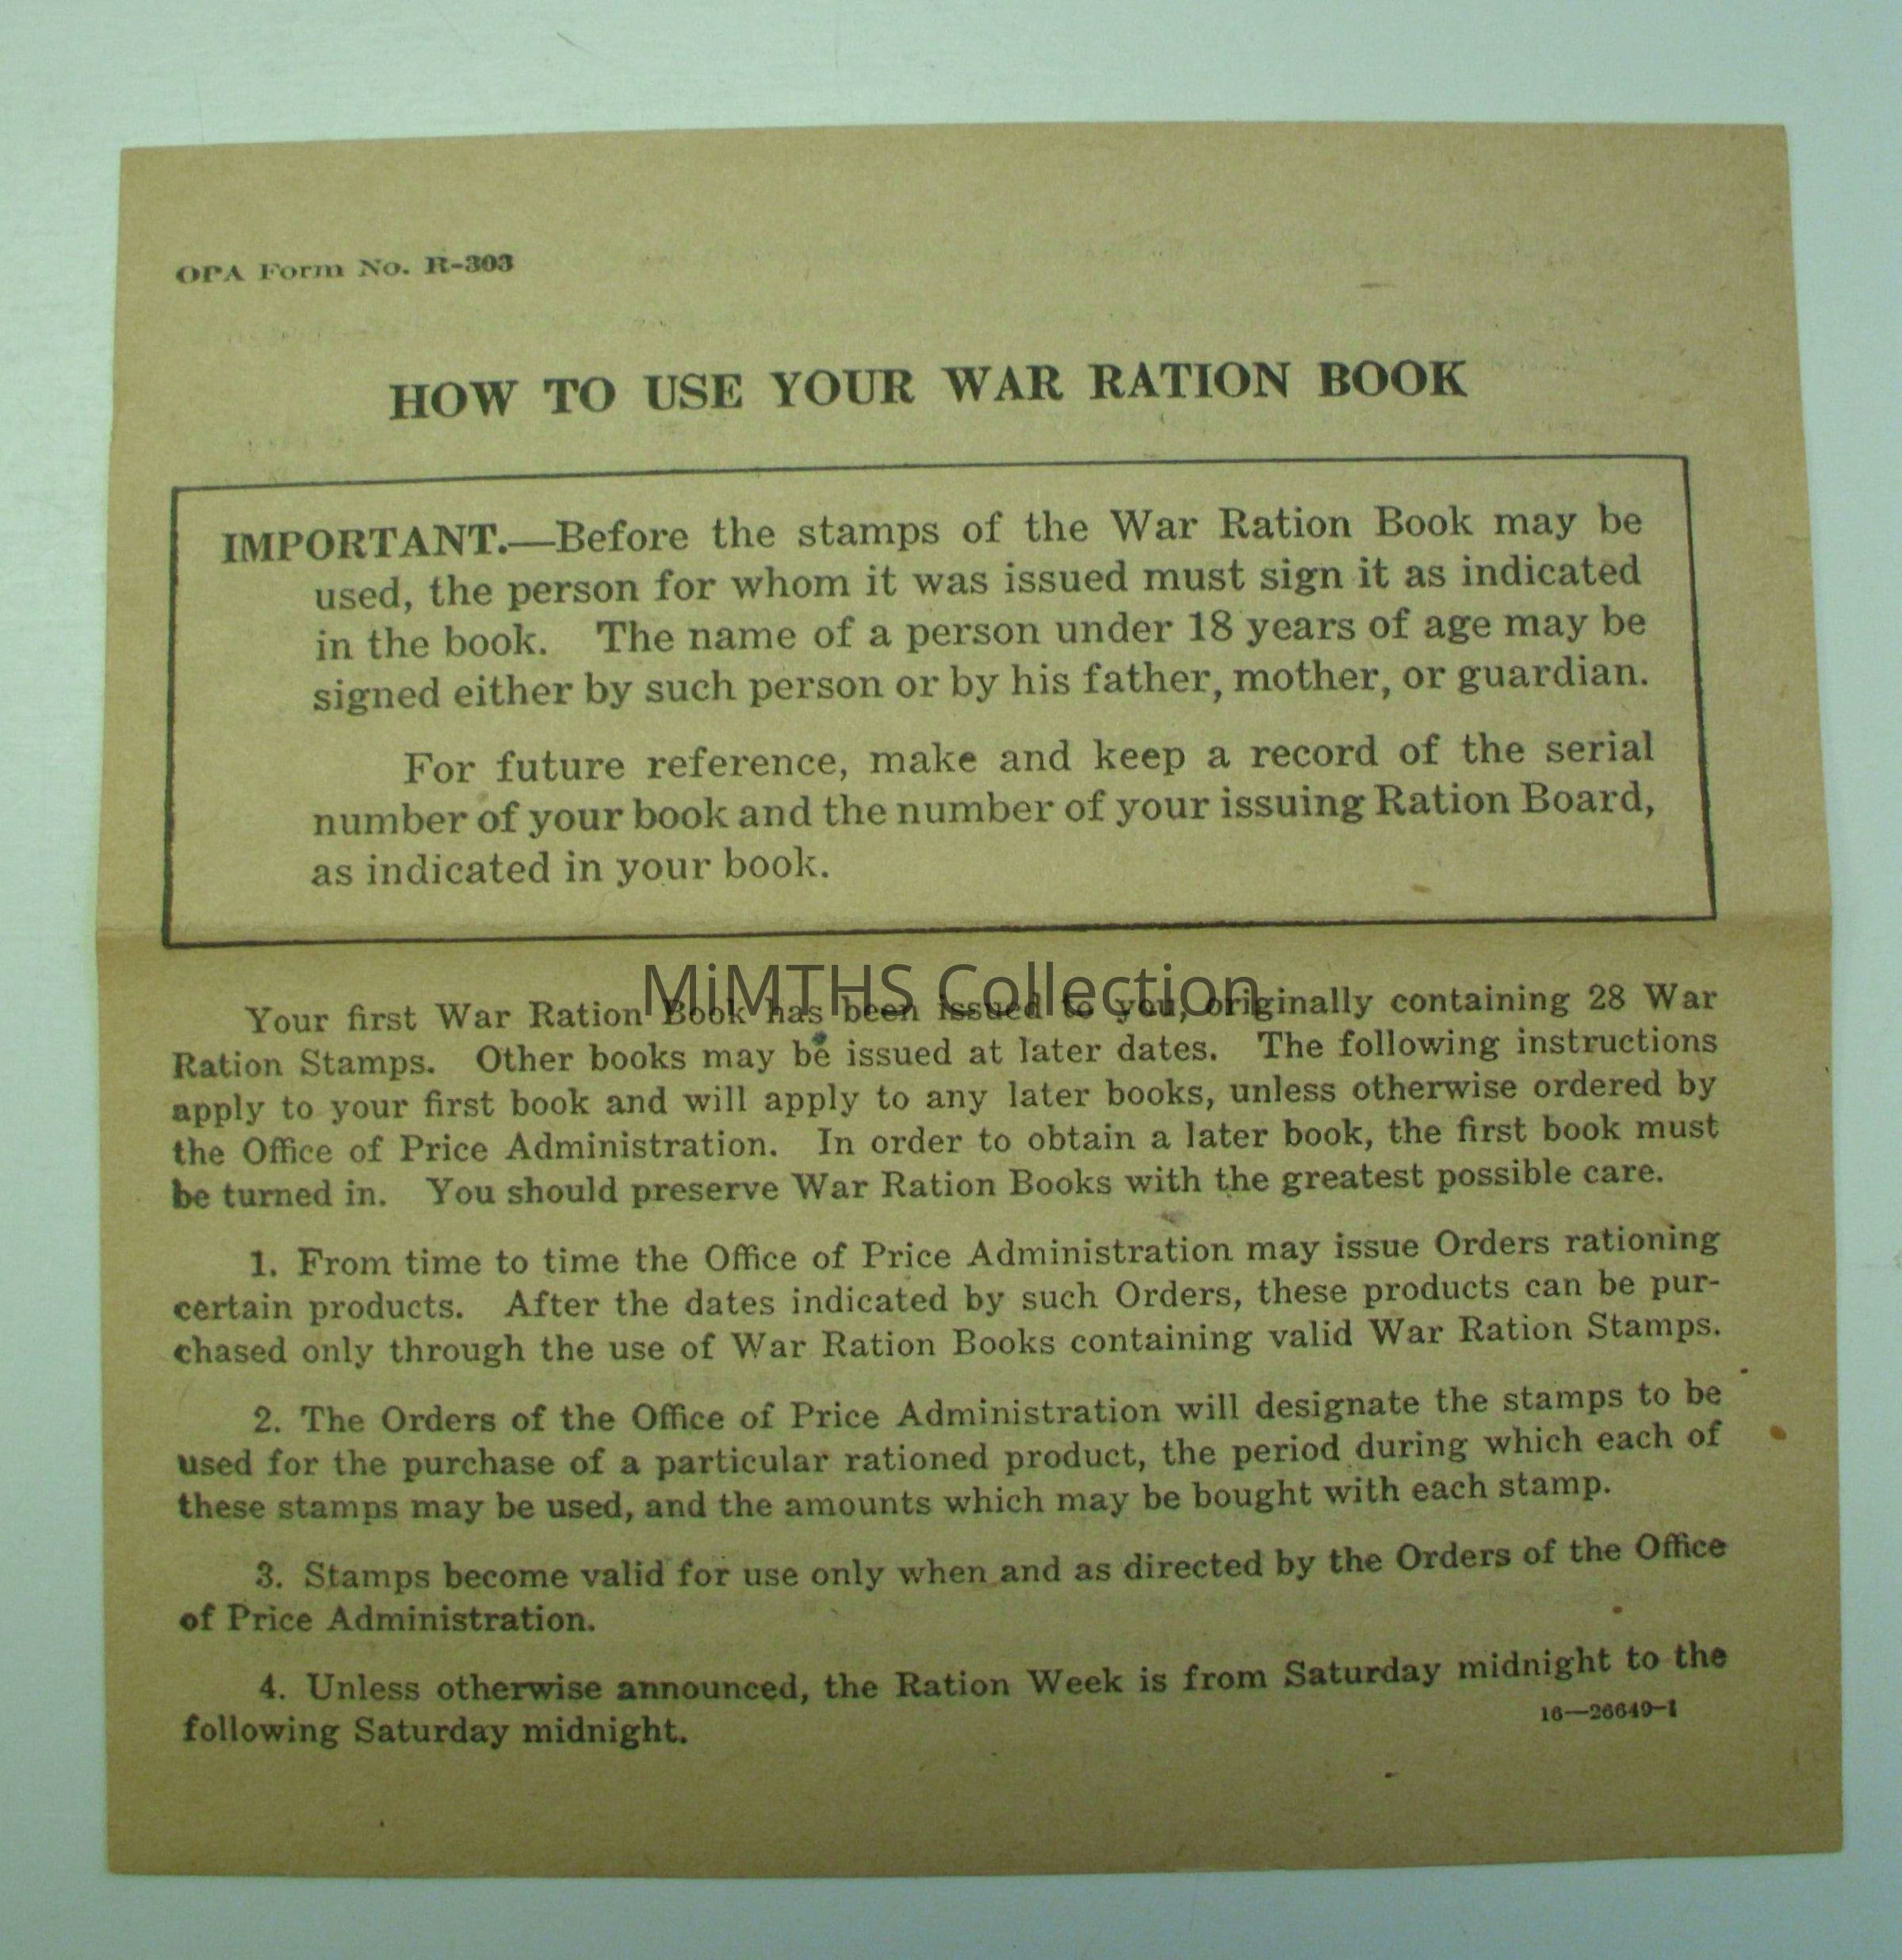 OPA Form No. R-303
HOW TO USE YOUR WAR RATION BOOK
IMPORTANT.—Before the stamps of the War Ration Book may be
used, the person for whom it was issued must sign it as indicated
in the book. The name of a person under 18 years of age may be
signed either by such person or by his father, mother, or guardian.
For future reference, make and keep a record of the serial
number of your book and the number of your issuing Ration Board,
as indicated in your book.
MiMTHS Collection
Your first War Ration Book has been issued to you, originally containing 28 War
Ration Stamps. Other books may be issued at later dates. The following instructions
apply to your first book and will apply to any later books, unless otherwise ordered by
the Office of Price Administration. In order to obtain a later book, the first book must
be turned in. You should preserve War Ration Books with the greatest possible care.
1. From time to time the Office of Price Administration may issue Orders rationing
certain products. After the dates indicated by such Orders, these products can be pur-
chased only through the use of War Ration Books containing valid War Ration Stamps.
2. The Orders of the Office of Price Administration will designate the stamps to be
used for the purchase of a particular rationed product, the period during which each of
these stamps may be used, and the amounts which may be bought with each stamp.
3. Stamps become valid for use only when and as directed by the Orders of the Office
of Price Administration.
4. Unless otherwise announced, the Ration Week is from Saturday midnight to the
following Saturday midnight.
16—26649-1